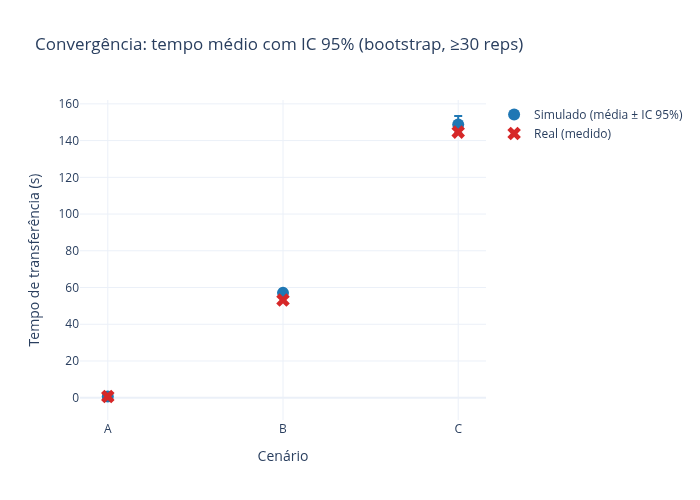 Convergência: tempo médio com IC 95% (bootstrap, ≥30 reps)
Simulado (média ± IC 95%)
Real (medido)
Tempo de transferência (s)
160
140
120
100
80
60
40
20
0
A
B
C
Cenário